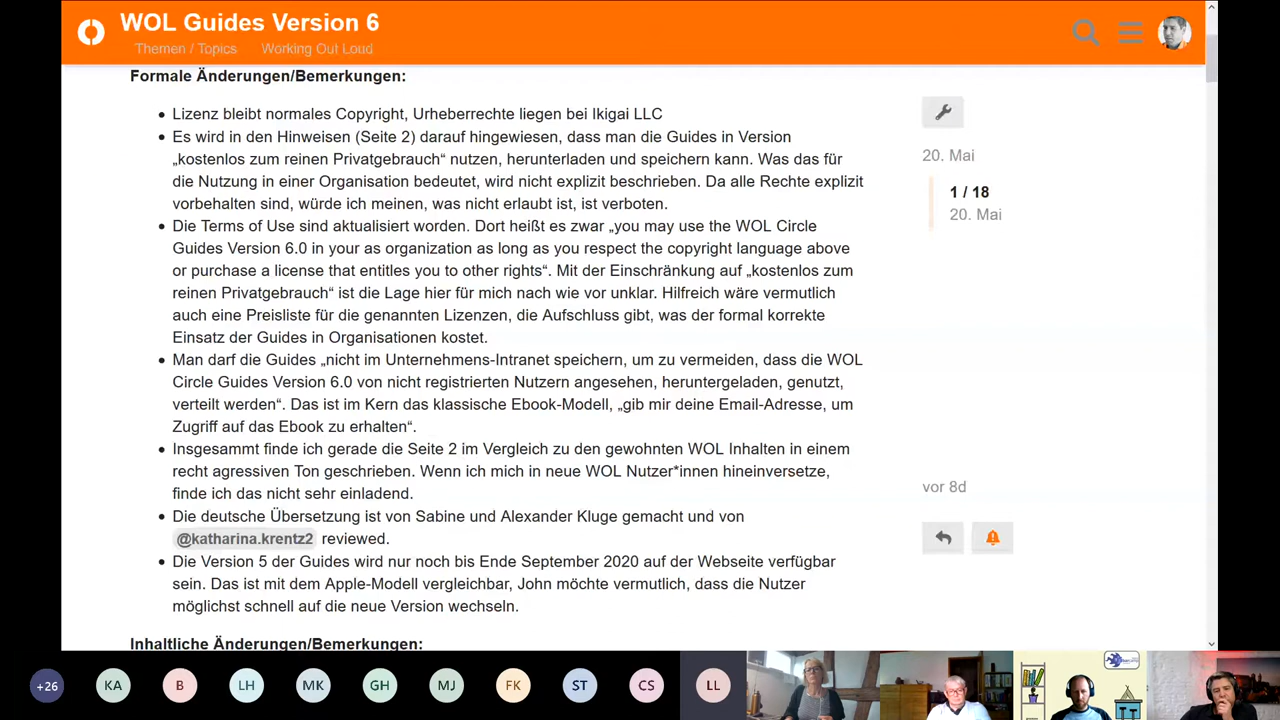 WOL Guides Version 6
Themen / Topics Working Out Loud
Formale Änderungen/Bemerkungen:
Lizenz bleibt normales Copyright, Urheberrechte liegen bei Ikigai LLC
Es wird in den Hinweisen (Seite 2) darauf hingewiesen, dass man die Guides in Version
„kostenlos zum reinen Privatgebrauch“ nutzen, herunterladen und speichern kann. Was das für
die Nutzung in einer Organisation bedeutet, wird nicht explizit beschrieben. Da alle Rechte explizit
vorbehalten sind, würde ich meinen, was nicht erlaubt ist, ist verboten.
Die Terms of Use sind aktualisiert worden. Dort heißt es zwar „you may use the WOL Circle
Guides Version 6.0 in your as organization as long as you respect the copyright language above
or purchase a license that entitles you to other rights“. Mit der Einschränkung auf „kostenlos zum
reinen Privatgebrauch“ ist die Lage hier für mich nach wie vor unklar. Hilfreich wäre vermutlich
auch eine Preisliste für die genannten Lizenzen, die Aufschluss gibt, was der formal korrekte
Einsatz der Guides in Organisationen kostet.
Man darf die Guides „nicht im Unternehmens-Intranet speichern, um zu vermeiden, dass die WOL
Circle Guides Version 6.0 von nicht registrierten Nutzern angesehen, heruntergeladen, genutzt,
verteilt werden“. Das ist im Kern das klassische Ebook-Modell, „gib mir deine Email-Adresse, um
Zugriff auf das Ebook zu erhalten“.
Insgesammt finde ich gerade die Seite 2 im Vergleich zu den gewohnten WOL Inhalten in einem
recht agressiven Ton geschrieben. Wenn ich mich in neue WOL Nutzer*innen hineinversetze,
finde ich das nicht sehr einladend.
Die deutsche Übersetzung ist von Sabine und Alexander Kluge gemacht und von
@katharina.krentz2 reviewed.
Die Version 5 der Guides wird nur noch bis Ende September 2020 auf der Webseite verfügbar
sein. Das ist mit dem Apple-Modell vergleichbar, John möchte vermutlich, dass die Nutzer
möglichst schnell auf die neue Version wechseln.
Inhaltliche Änderungen/Bemerkungen:
20. Mai
1 / 18
20. Mai
vor 8d
+26 KA B LH MK GH MJ FK ST CS LL